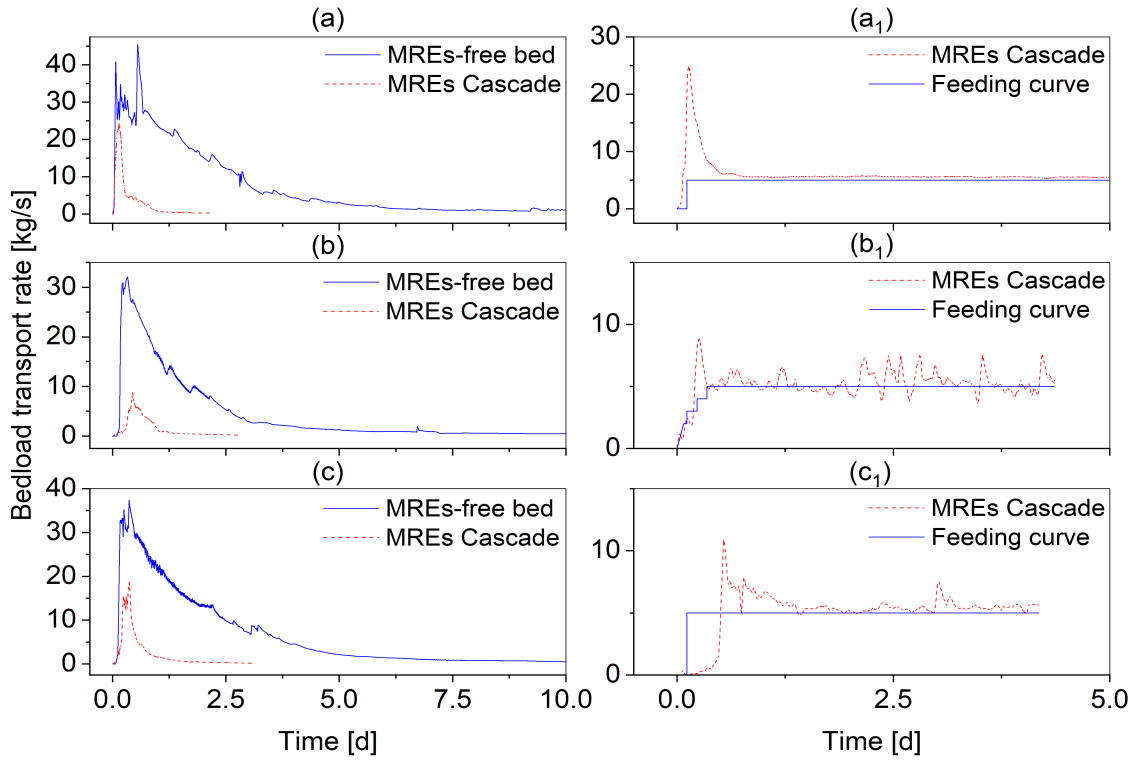 (a)
MREs-free bed
MREs Cascade
40
30
20
10
0
(a₁)
MREs Cascade
Feeding curve
30
20
10
0
(b)
MREs-free bed
MREs Cascade
30
20
10
0
(b₁)
MREs Cascade
Feeding curve
10
0
(c)
MREs-free bed
MREs Cascade
40
30
20
10
0
0.0 2.5 5.0 7.5 10.0
Time [d]
(c₁)
MREs Cascade
Feeding curve
10
0
0.0 2.5 5.0
Time [d]
Bedload transport rate [kg/s]